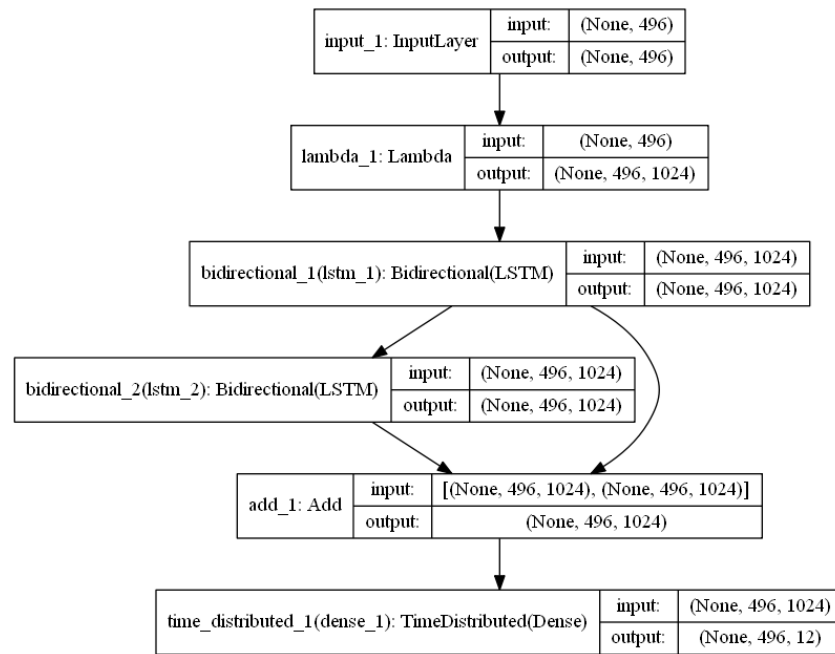 input_1: InputLayer
input: (None, 496)
output: (None, 496)
lambda_1: Lambda
input: (None, 496)
output: (None, 496, 1024)
bidirectional_1(lstm_1): Bidirectional(LSTM)
input: (None, 496, 1024)
output: (None, 496, 1024)
bidirectional_2(lstm_2): Bidirectional(LSTM)
input: (None, 496, 1024)
output: (None, 496, 1024)
add_1: Add
input: [(None, 496, 1024), (None, 496, 1024)]
output: (None, 496, 1024)
time_distributed_1(dense_1): TimeDistributed(Dense)
input: (None, 496, 1024)
output: (None, 496, 12)